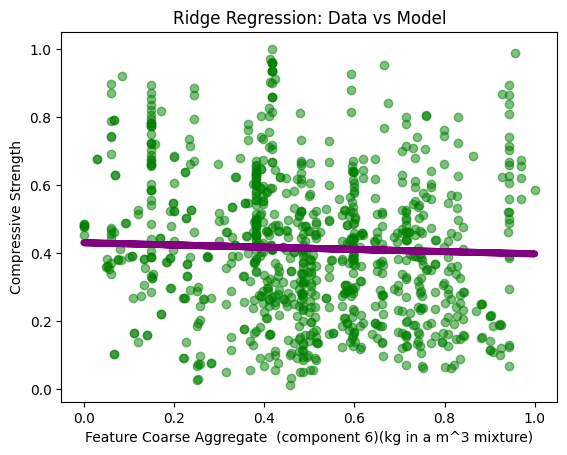 Ridge Regression: Data vs Model
Compressive Strength
1.0
0.8
0.6
0.4
0.2
0.0
0.0 0.2 0.4 0.6 0.8 1.0
Feature Coarse Aggregate  (component 6)(kg in a m^3 mixture)